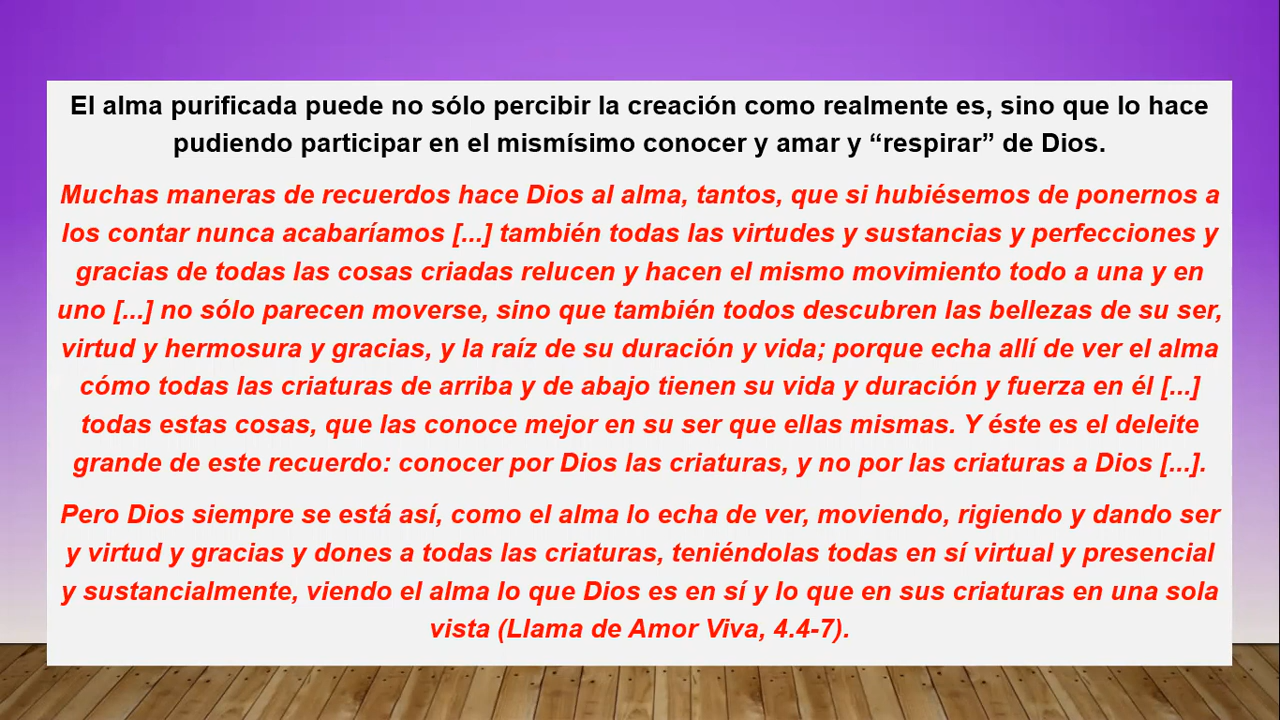 El alma purificada puede no sólo percibir la creación como realmente es, sino que lo hace
pudiendo participar en el mismísimo conocer y amar y “respirar” de Dios.
Muchas maneras de recuerdos hace Dios al alma, tantos, que si hubiésemos de ponernos a
los contar nunca acabaríamos [...] también todas las virtudes y sustancias y perfecciones y
gracias de todas las cosas criadas relucen y hacen el mismo movimiento todo a una y en
uno [...] no sólo parecen moverse, sino que también todos descubren las bellezas de su ser,
virtud y hermosura y gracias, y la raíz de su duración y vida; porque echa allí de ver el alma
cómo todas las criaturas de arriba y de abajo tienen su vida y duración y fuerza en él [...]
todas estas cosas, que las conoce mejor en su ser que ellas mismas. Y éste es el deleite
grande de este recuerdo: conocer por Dios las criaturas, y no por las criaturas a Dios [...].
Pero Dios siempre se está así, como el alma lo echa de ver, moviendo, rigiendo y dando ser
y virtud y gracias y dones a todas las criaturas, teniéndolas todas en sí virtual y presencial
y sustancialmente, viendo el alma lo que Dios es en sí y lo que en sus criaturas en una sola
vista (Llama de Amor Viva, 4.4-7).